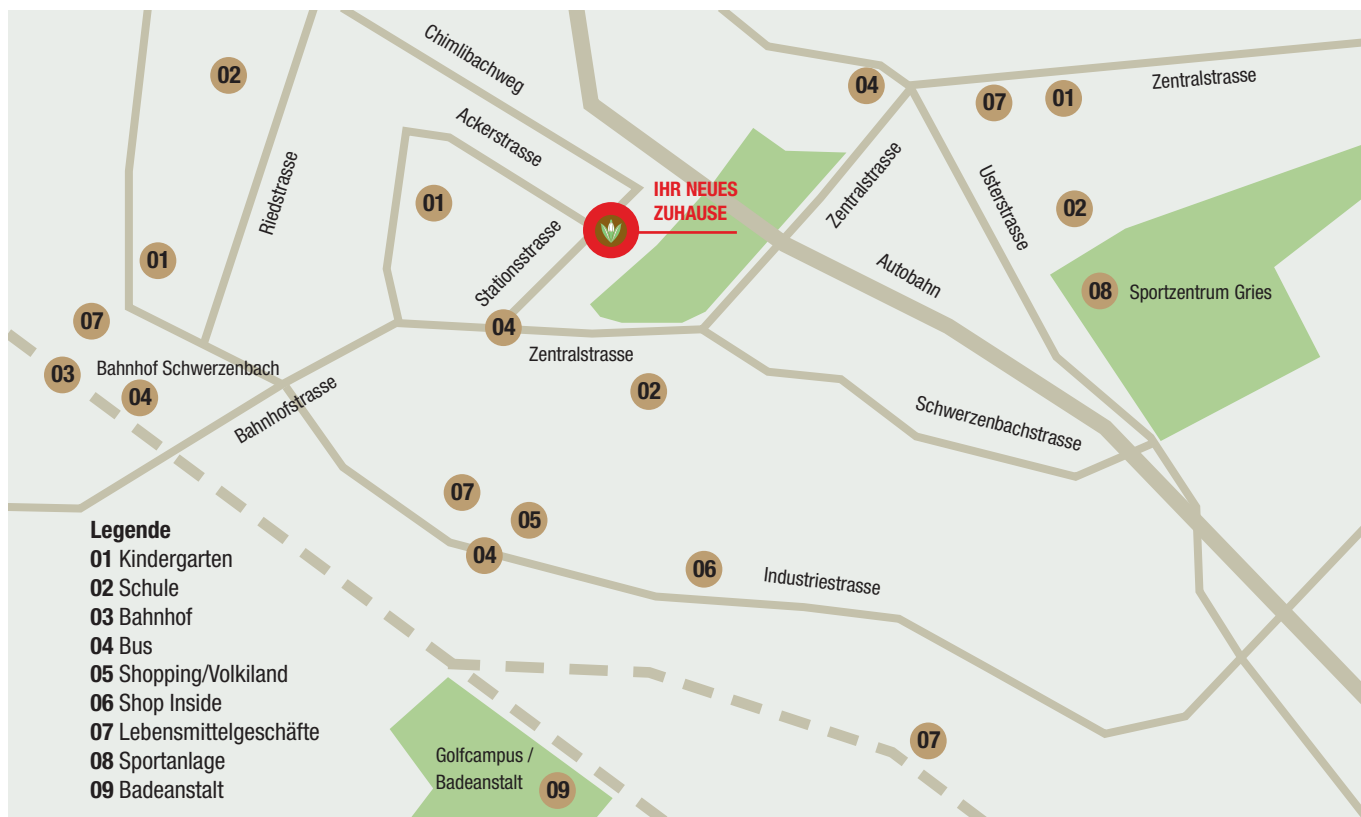 Chimlibachweg
02
04
Zentralstrasse
07
01
Ackerstrasse
Riedstrasse
Zentralstrasse
Usterstrasse
IHR NEUES
ZUHAUSE
01
02
Stationsstrasse
01
Autobahn
08
Sportzentrum Gries
07
04
Zentralstrasse
Bahnhof Schwerzenbach
03
04
02
Bahnhofstrasse
Schwerzenbachstrasse
07
05
04
06
Industriestrasse
Legende
01 Kindergarten
02 Schule
03 Bahnhof
04 Bus
05 Shopping/Volkiland
06 Shop Inside
07 Lebensmittelgeschäfte
08 Sportanlage
09 Badeanstalt
07
Golfcampus /
Badeanstalt
09